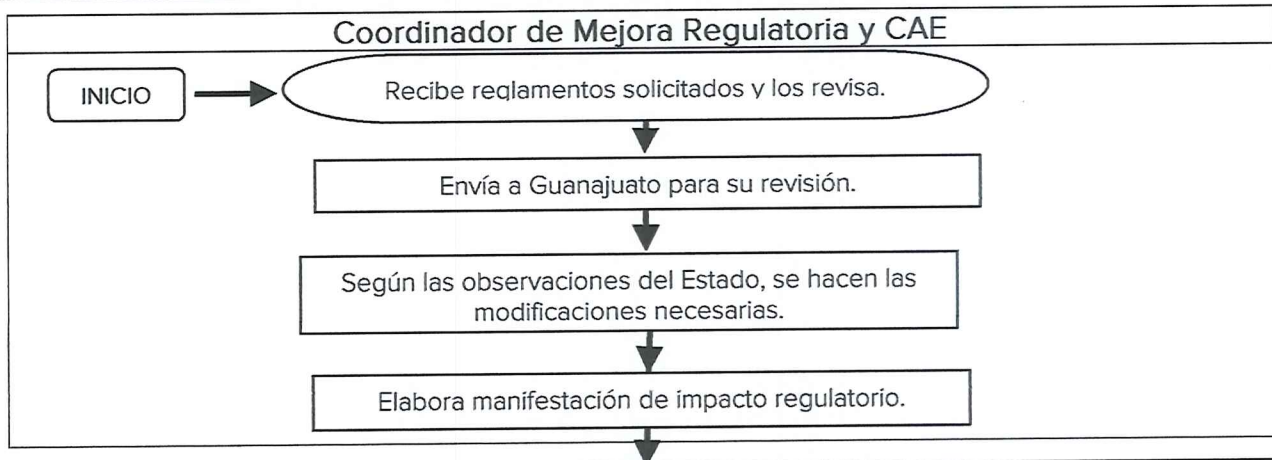 Coordinador de Mejora Regulatoria y CAE
INICIO
Recibe reglamentos solicitados y los revisa.
Envía a Guanajuato para su revisión.
Según las observaciones del Estado, se hacen las
modificaciones necesarias.
Elabora manifestación de impacto regulatorio.